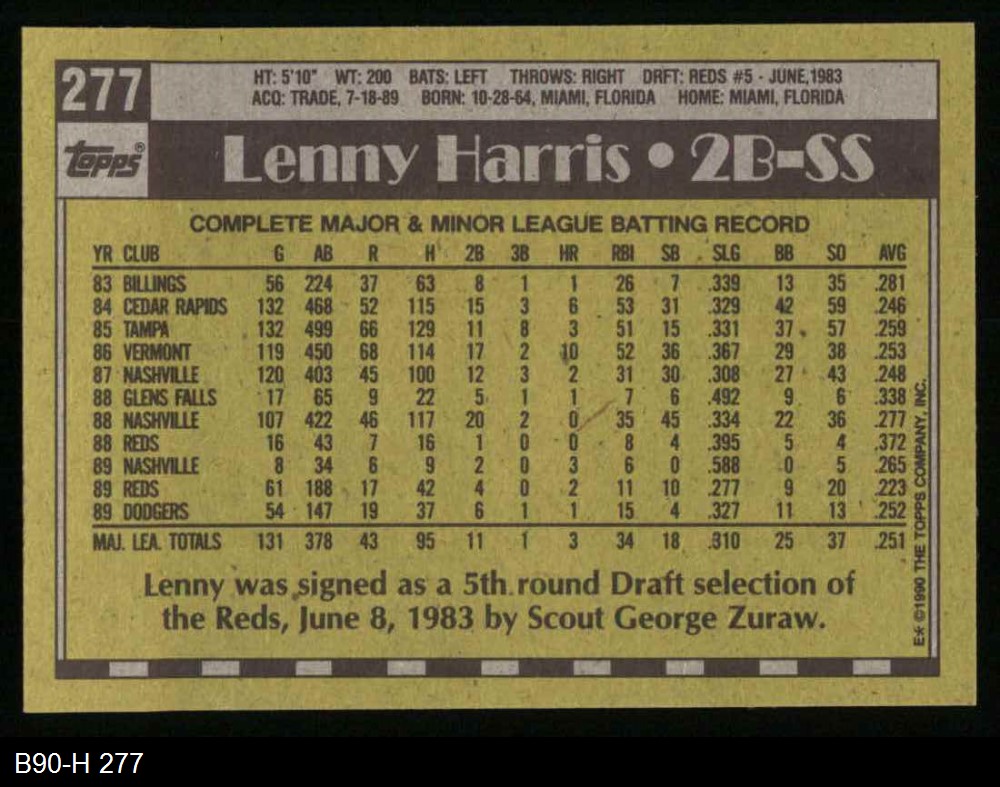 277
HT: 5'10" WT: 200 BATS: LEFT THROWS: RIGHT DRFT: REDS #5 - JUNE, 1983
ACQ: TRADE, 7-18-89 BORN: 10-28-64, MIAMI, FLORIDA HOME: MIAMI, FLORIDA
topps® Lenny Harris • 2B-SS
COMPLETE MAJOR & MINOR LEAGUE BATTING RECORD
YR CLUB G AB R H 2B 3B HR RBI SB SLG BB SO AVG
83 BILLINGS 56 224 37 63 8 1 1 26 7 .339 13 35 .281
84 CEDAR RAPIDS 132 468 52 115 15 3 6 53 31 .329 42 59 .246
85 TAMPA 132 499 66 129 11 8 3 51 15 .331 37 57 .259
86 VERMONT 119 450 68 114 17 2 10 52 36 .367 29 38 .253
87 NASHVILLE 120 403 45 100 12 3 2 31 30 .308 27 43 .248
88 GLENS FALLS 17 65 9 22 5 1 1 7 6 .492 9 6 .338
88 NASHVILLE 107 422 46 117 20 2 0 35 45 .334 22 36 .277
88 REDS 16 43 7 16 1 0 0 8 4 .395 5 4 .372
89 NASHVILLE 8 34 6 9 2 0 3 6 0 .588 0 5 .265
89 REDS 61 188 17 42 4 0 2 11 10 .277 9 20 .223
89 DODGERS 54 147 19 37 6 1 1 15 4 .327 11 13 .252
MAJ. LEA. TOTALS 131 378 43 95 11 1 3 34 18 .310 25 37 .251
Lenny was signed as a 5th round Draft selection of
the Reds, June 8, 1983 by Scout George Zuraw.
E* ©1990 THE TOPPS COMPANY, INC.
B90-H 277